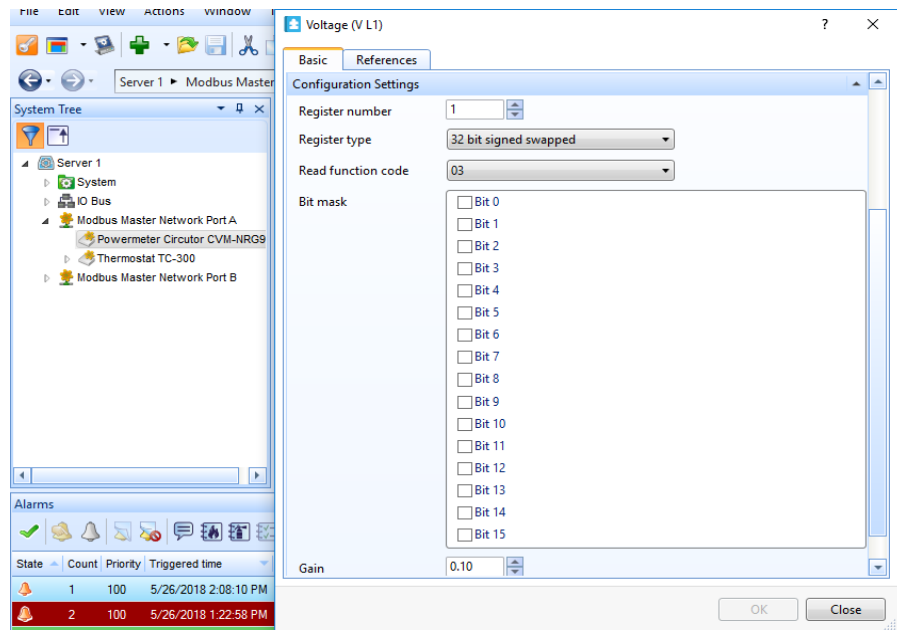 File Edit View Actions Window
Server 1 ▸ Modbus Master
System Tree
Server 1
System
IO Bus
Modbus Master Network Port A
Powermeter Circutor CVM-NRG9
Thermostat TC-300
Modbus Master Network Port B
Alarms
State Count Priority Triggered time
1 100 5/26/2018 2:08:10 PM
2 100 5/26/2018 1:22:58 PM
Voltage (V L1)
? ×
Basic References
Configuration Settings
Register number 1
Register type 32 bit signed swapped
Read function code 03
Bit mask
Bit 0
Bit 1
Bit 2
Bit 3
Bit 4
Bit 5
Bit 6
Bit 7
Bit 8
Bit 9
Bit 10
Bit 11
Bit 12
Bit 13
Bit 14
Bit 15
Gain 0.10
OK Close